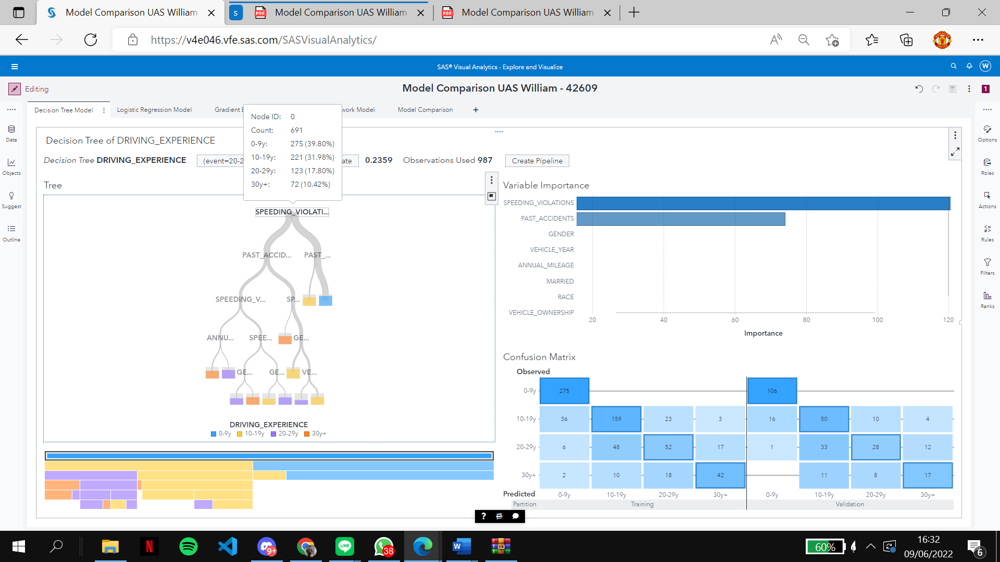 Model Comparison UAS William
S
Model Comparison UAS William
Model Comparison UAS William
https://v4e046.vfe.sas.com/SASVisualAnalytics/
SAS® Visual Analytics - Explore and Visualize
W
Editing
Model Comparison UAS William - 42609
1
Decision Tree Model
Logistic Regression Model
Gradient
work Model
Model Comparison
Data
Objects
Suggest
Outline
Options
Roles
Actions
Rules
Filters
Ranks
Node ID: 0
Count: 691
0-9y: 275 (39.80%)
10-19y: 221 (31.98%)
20-29y: 123 (17.80%)
30y+: 72 (10.42%)
Decision Tree of DRIVING_EXPERIENCE
Decision Tree DRIVING_EXPERIENCE (event=20-2 ate 0.2359 Observations Used 987 Create Pipeline
Tree
SPEEDING_VIOLATI...
PAST_ACCID... PAST_...
SPEEDING_V... SP...
ANNU... SPEE... GE...
GE... GE... VE...
DRIVING_EXPERIENCE
0-9y 10-19y 20-29y 30y+
Variable Importance
SPEEDING_VIOLATIONS
PAST_ACCIDENTS
GENDER
VEHICLE_YEAR
ANNUAL_MILEAGE
MARRIED
RACE
VEHICLE_OWNERSHIP
20 40 60 80 100 120
Importance
Confusion Matrix
Observed
0-9y 275 106
10-19y 36 159 23 3 16 50 10 4
20-29y 6 48 52 17 1 33 28 12
30y+ 2 10 18 42 11 8 17
Predicted 0-9y 10-19y 20-29y 30y+ 0-9y 10-19y 20-29y 30y+
Partition Training Validation
?
N
9+
LINE
38
W
60%
16:32
09/06/2022
6